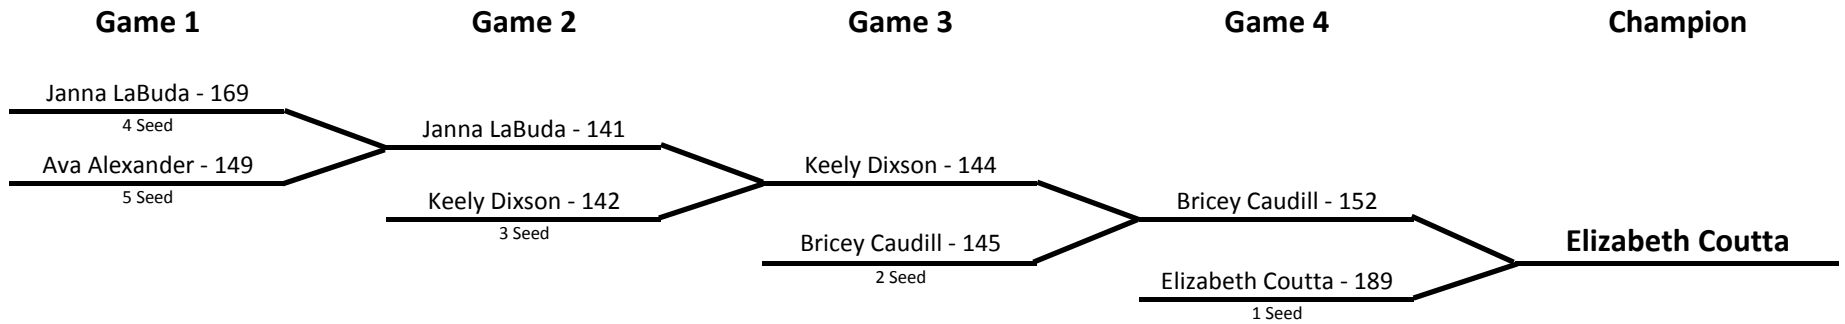 Game 1
Game 2
Game 3
Game 4
Champion
Janna LaBuda - 169
4 Seed
Ava Alexander - 149
5 Seed
Janna LaBuda - 141
Keely Dixson - 142
3 Seed
Keely Dixson - 144
Bricey Caudill - 145
2 Seed
Bricey Caudill - 152
Elizabeth Coutta - 189
1 Seed
Elizabeth Coutta